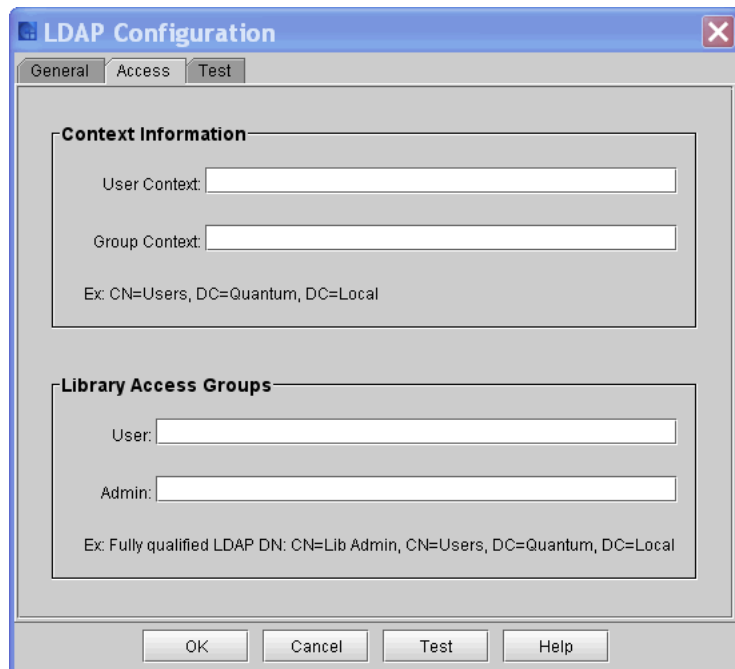 LDAP Configuration
General Access Test
Context Information
User Context:
Group Context:
Ex: CN=Users, DC=Quantum, DC=Local
Library Access Groups
User:
Admin:
Ex: Fully qualified LDAP DN: CN=Lib Admin, CN=Users, DC=Quantum, DC=Local
OK Cancel Test Help